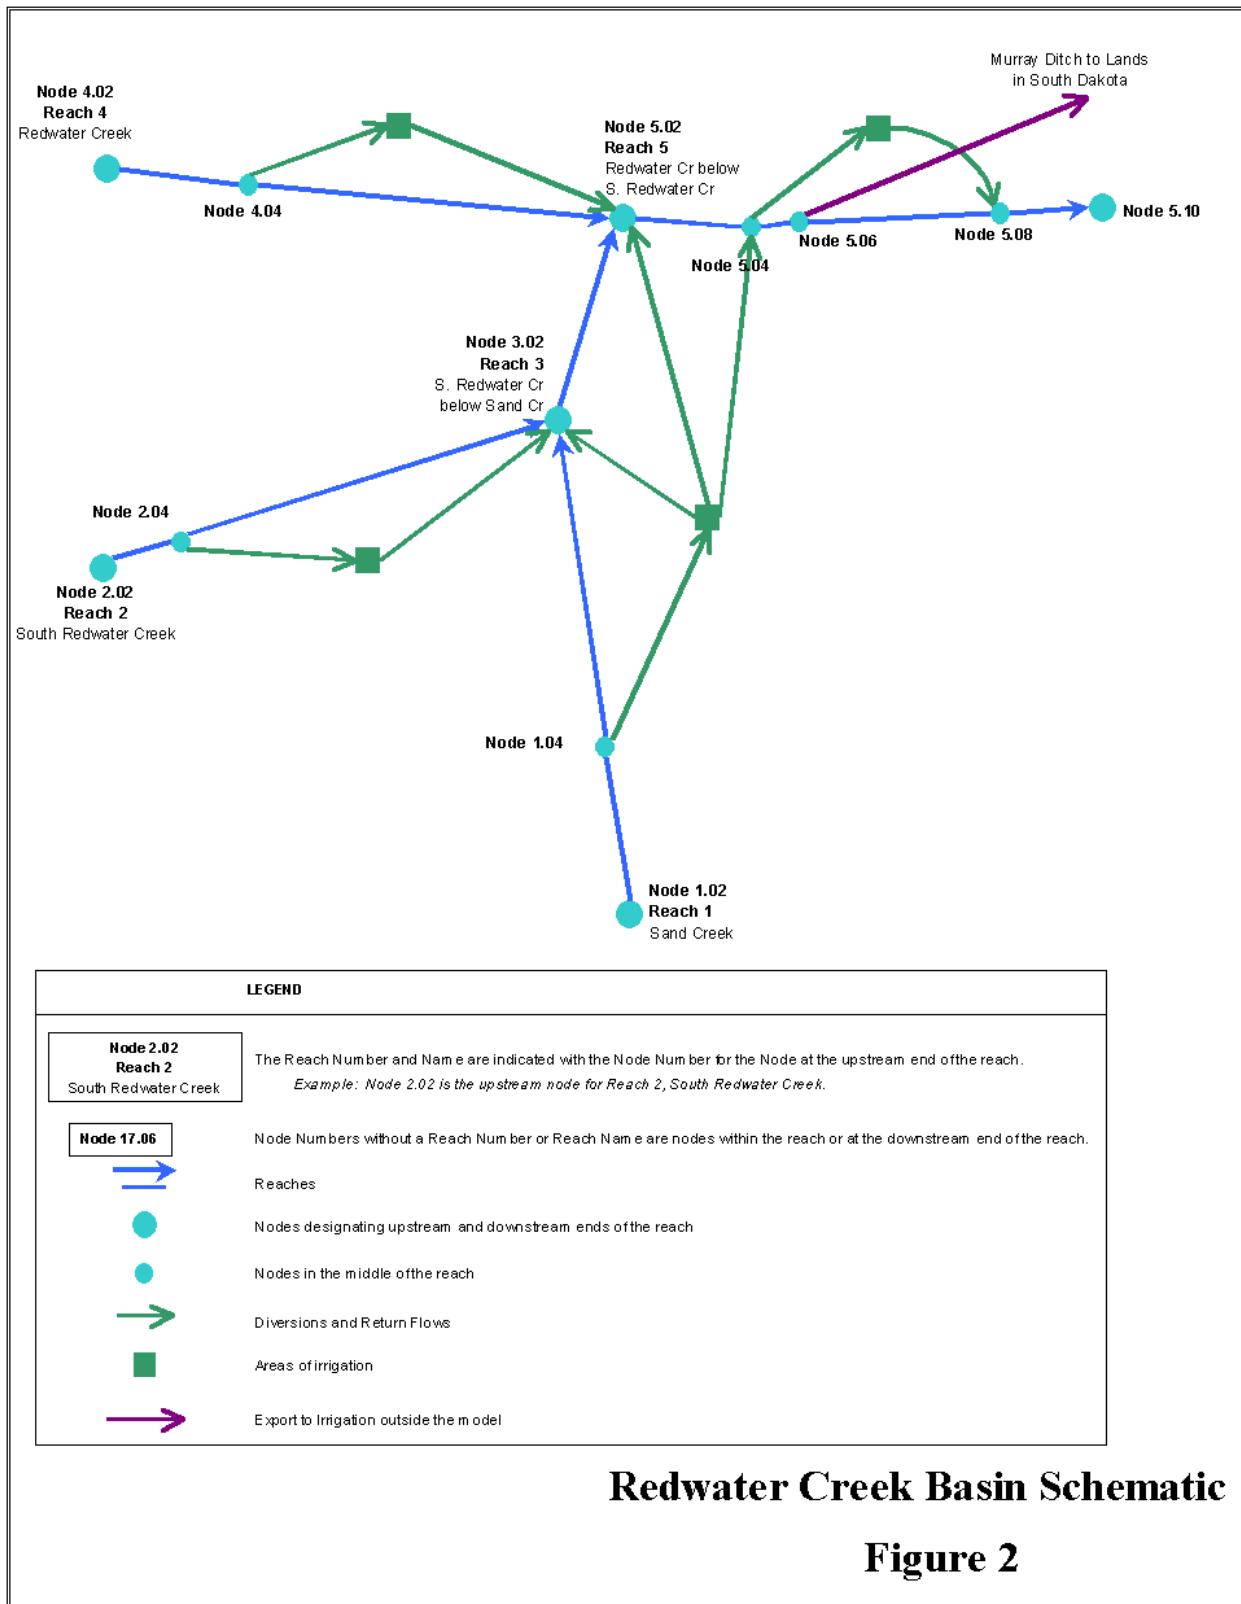 Murray Ditch to Lands
in South Dakota
Node 4.02
Reach 4
Redwater Creek
Node 4.04
Node 5.02
Reach 5
Redwater Cr below
S. Redwater Cr
Node 5.04
Node 5.06
Node 5.08
Node 5.10
Node 3.02
Reach 3
S. Redwater Cr
below Sand Cr
Node 2.04
Node 2.02
Reach 2
South Redwater Creek
Node 1.04
Node 1.02
Reach 1
Sand Creek
LEGEND
Node 2.02
Reach 2
South Redwater Creek
The Reach Number and Name are indicated with the Node Number for the Node at the upstream end of the reach.
Example: Node 2.02 is the upstream node for Reach 2, South Redwater Creek.
Node 17.06
Node Numbers without a Reach Number or Reach Name are nodes within the reach or at the downstream end of the reach.
Reaches
Nodes designating upstream and downstream ends of the reach
Nodes in the middle of the reach
Diversions and Return Flows
Areas of irrigation
Export to Irrigation outside the model
Redwater Creek Basin Schematic
Figure 2